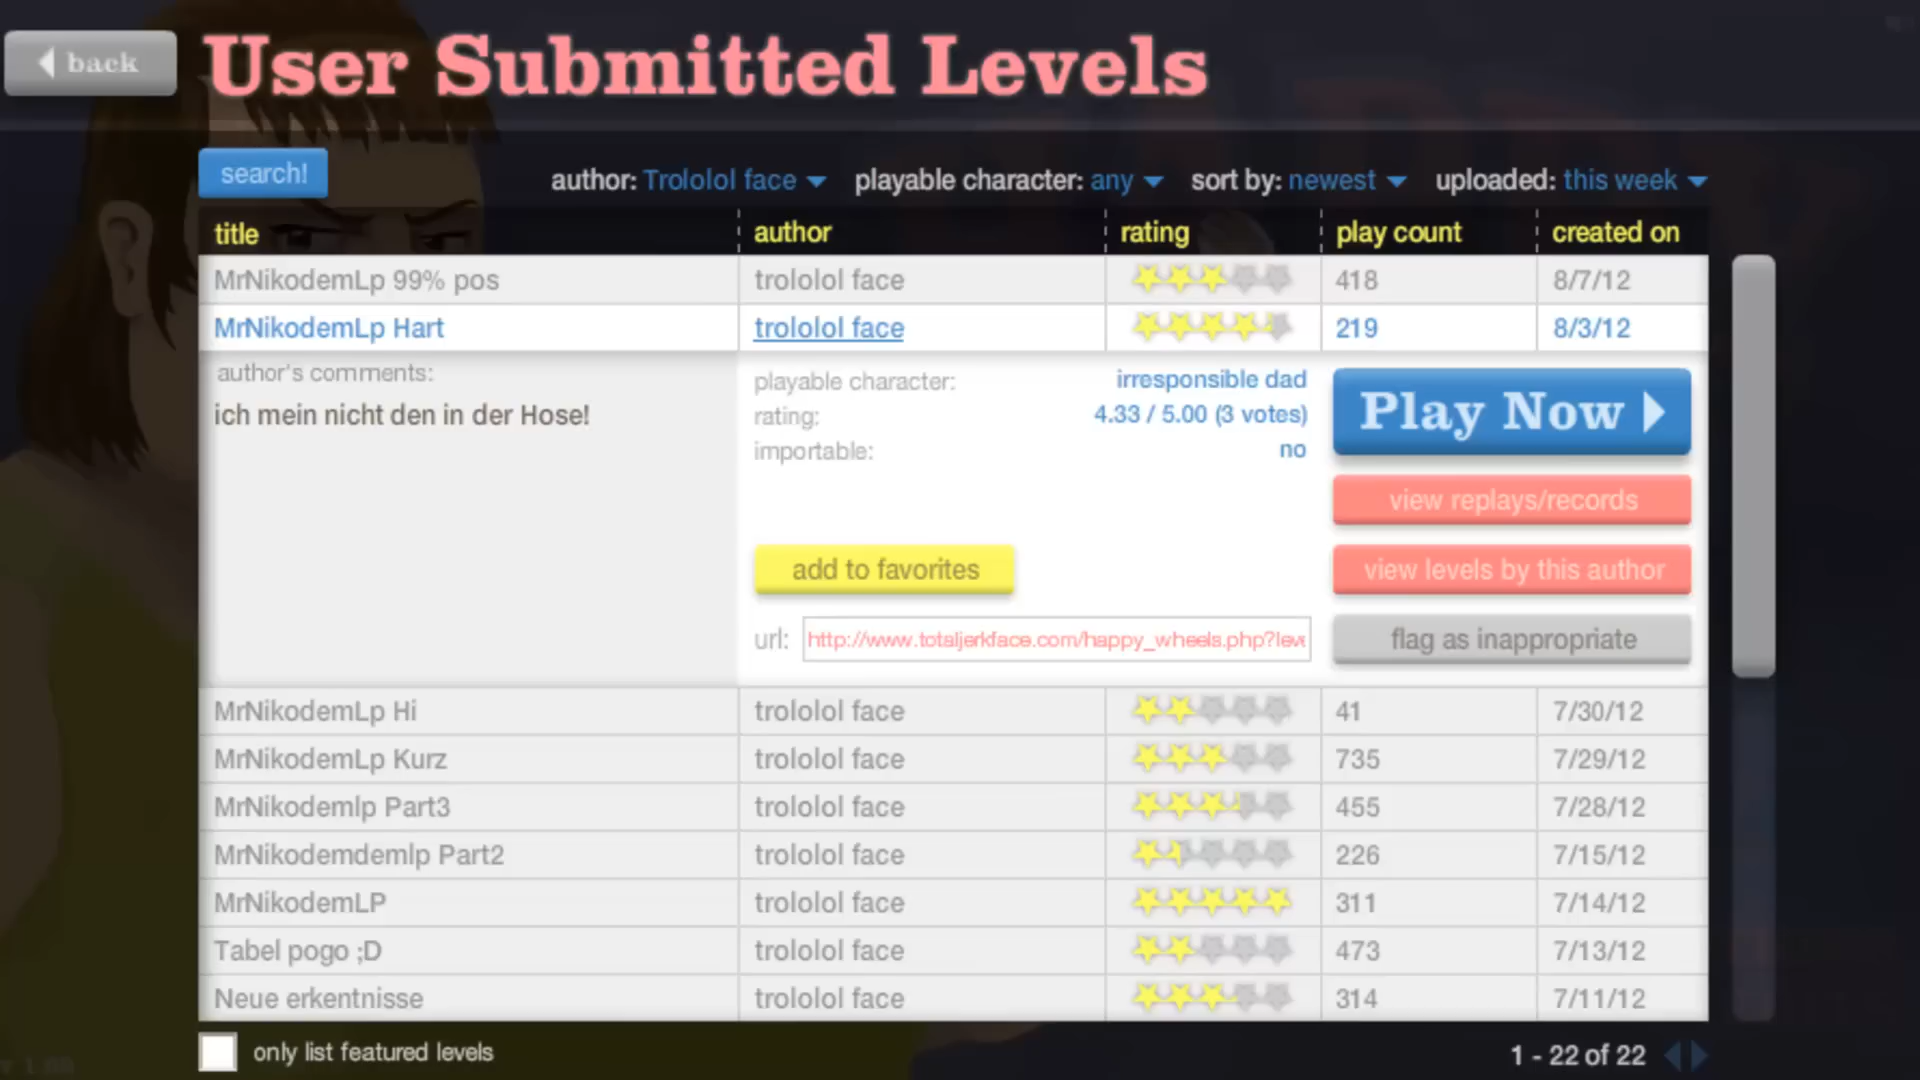 back
User Submitted Levels
search!
author: Trololol face playable character: any sort by: newest uploaded: this week
title author rating play count created on
MrNikodemLp 99% pos trololol face 418 8/7/12
MrNikodemLp Hart trololol face 219 8/3/12
author's comments:
ich mein nicht den in der Hose!
playable character: irresponsible dad
rating: 4.33 / 5.00 (3 votes)
importable: no
Play Now
view replays/records
add to favorites
view levels by this author
url: http://www.totaljerkface.com/happy_wheels.php?leve
flag as inappropriate
MrNikodemLp Hi trololol face 41 7/30/12
MrNikodemLp Kurz trololol face 735 7/29/12
MrNikodemlp Part3 trololol face 455 7/28/12
MrNikodemdemlp Part2 trololol face 226 7/15/12
MrNikodemLP trololol face 311 7/14/12
Tabel pogo ;D trololol face 473 7/13/12
Neue erkentnisse trololol face 314 7/11/12
only list featured levels
1 - 22 of 22